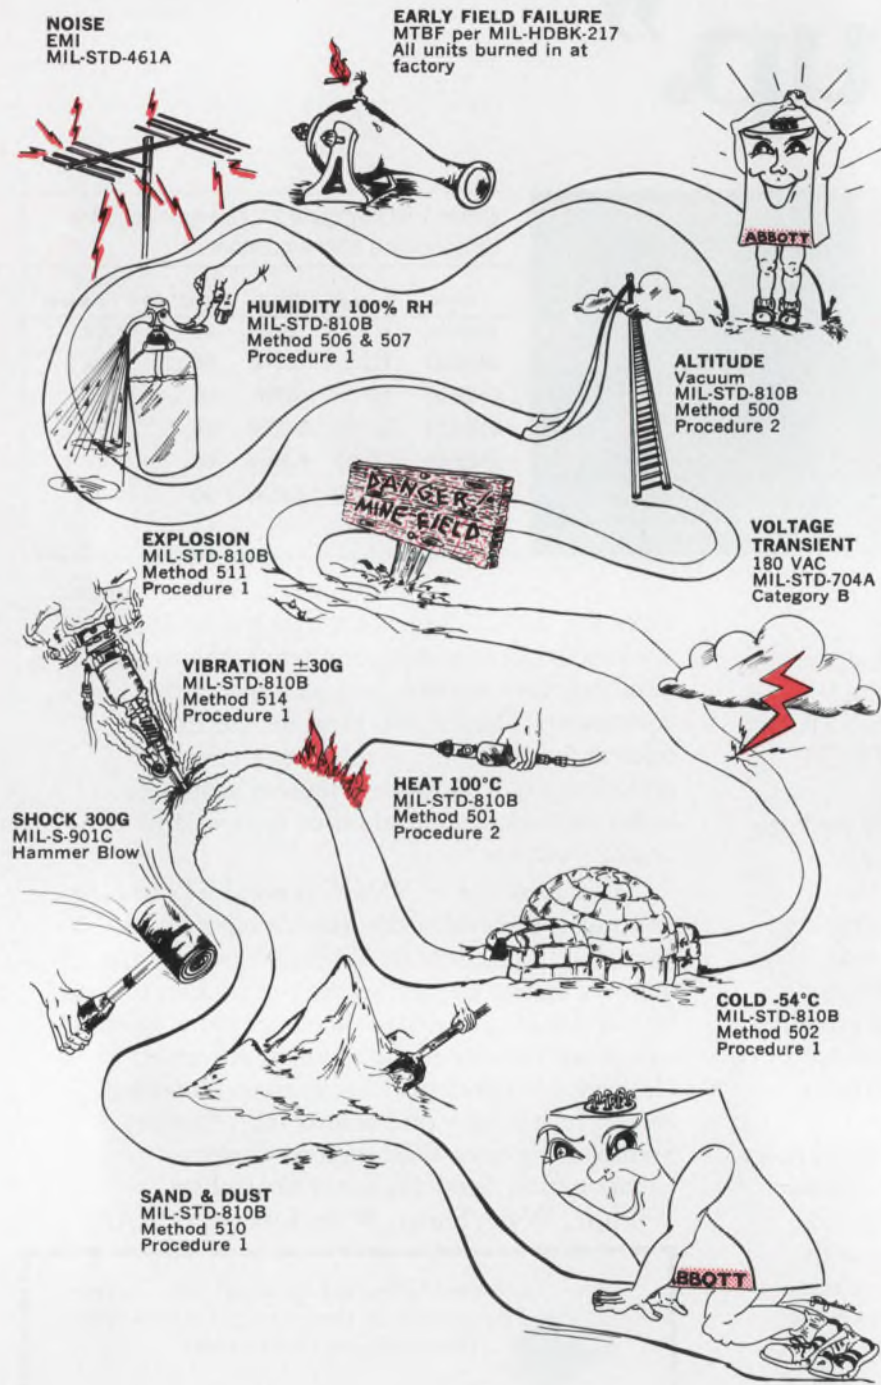 NOISE
EMI
MIL-STD-461A
EARLY FIELD FAILURE
MTBF per MIL-HDBK-217
All units burned in at
factory
ABBOTT
HUMIDITY 100% RH
MIL-STD-810B
Method 506 & 507
Procedure 1
ALTITUDE
Vacuum
MIL-STD-810B
Method 500
Procedure 2
DANGER!
MINE-FIELD
EXPLOSION
MIL-STD-810B
Method 511
Procedure 1
VOLTAGE
TRANSIENT
180 VAC
MIL-STD-704A
Category B
VIBRATION ±30G
MIL-STD-810B
Method 514
Procedure 1
HEAT 100°C
MIL-STD-810B
Method 501
Procedure 2
SHOCK 300G
MIL-S-901C
Hammer Blow
COLD -54°C
MIL-STD-810B
Method 502
Procedure 1
SAND & DUST
MIL-STD-810B
Method 510
Procedure 1
ABBOTT